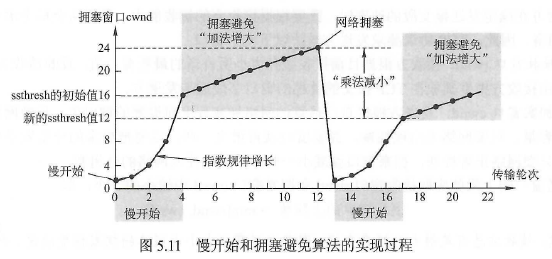 拥塞窗口cwnd
拥塞避免
“加法增大”
网络拥塞
拥塞避免
“加法增大”
24
20
ssthresh的初始值16
新的ssthresh值12
8
4
0
“乘法减小”
指数规律增长
慢开始
传输轮次
0 2 4 6 8 10 12 14 16 18 20 22
慢开始
慢开始
图 5.11 慢开始和拥塞避免算法的实现过程